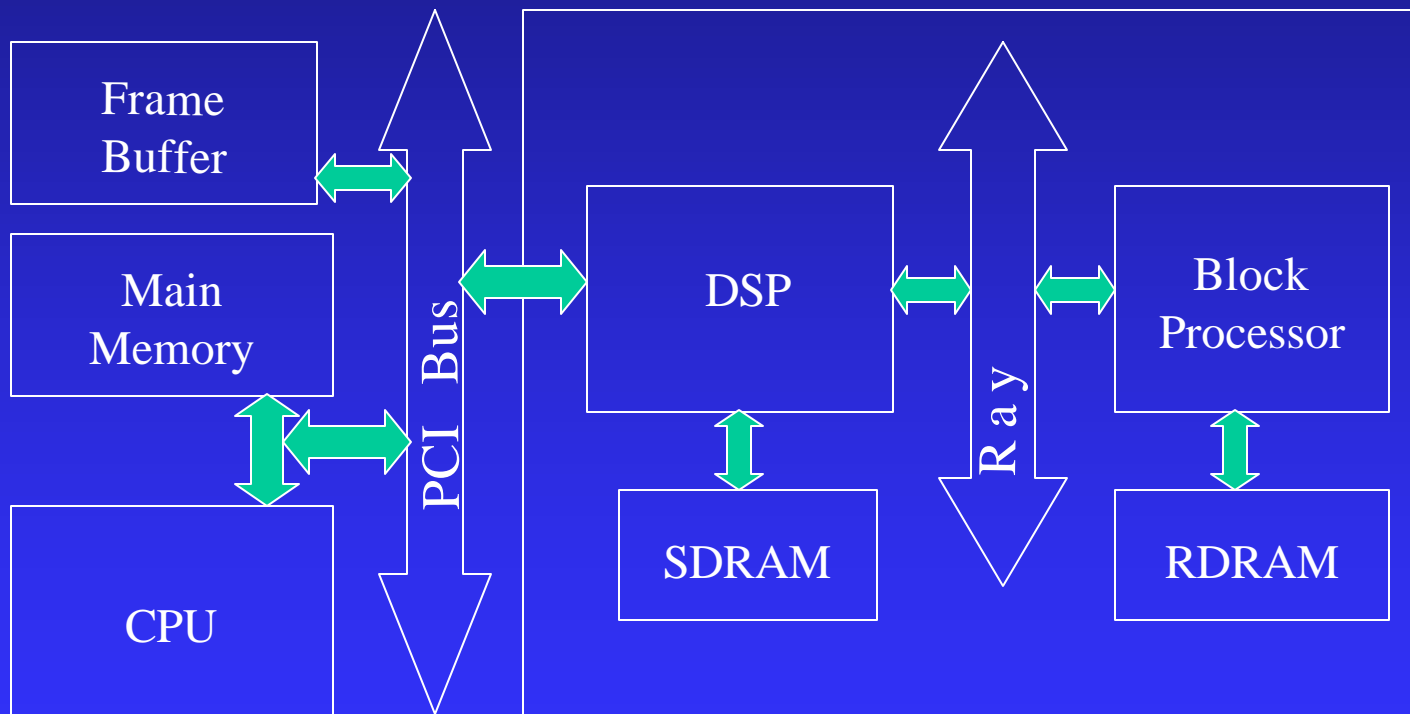 Frame
Buffer
Main
Memory
CPU
PCI Bus
DSP
SDRAM
Ray
Block
Processor
RDRAM